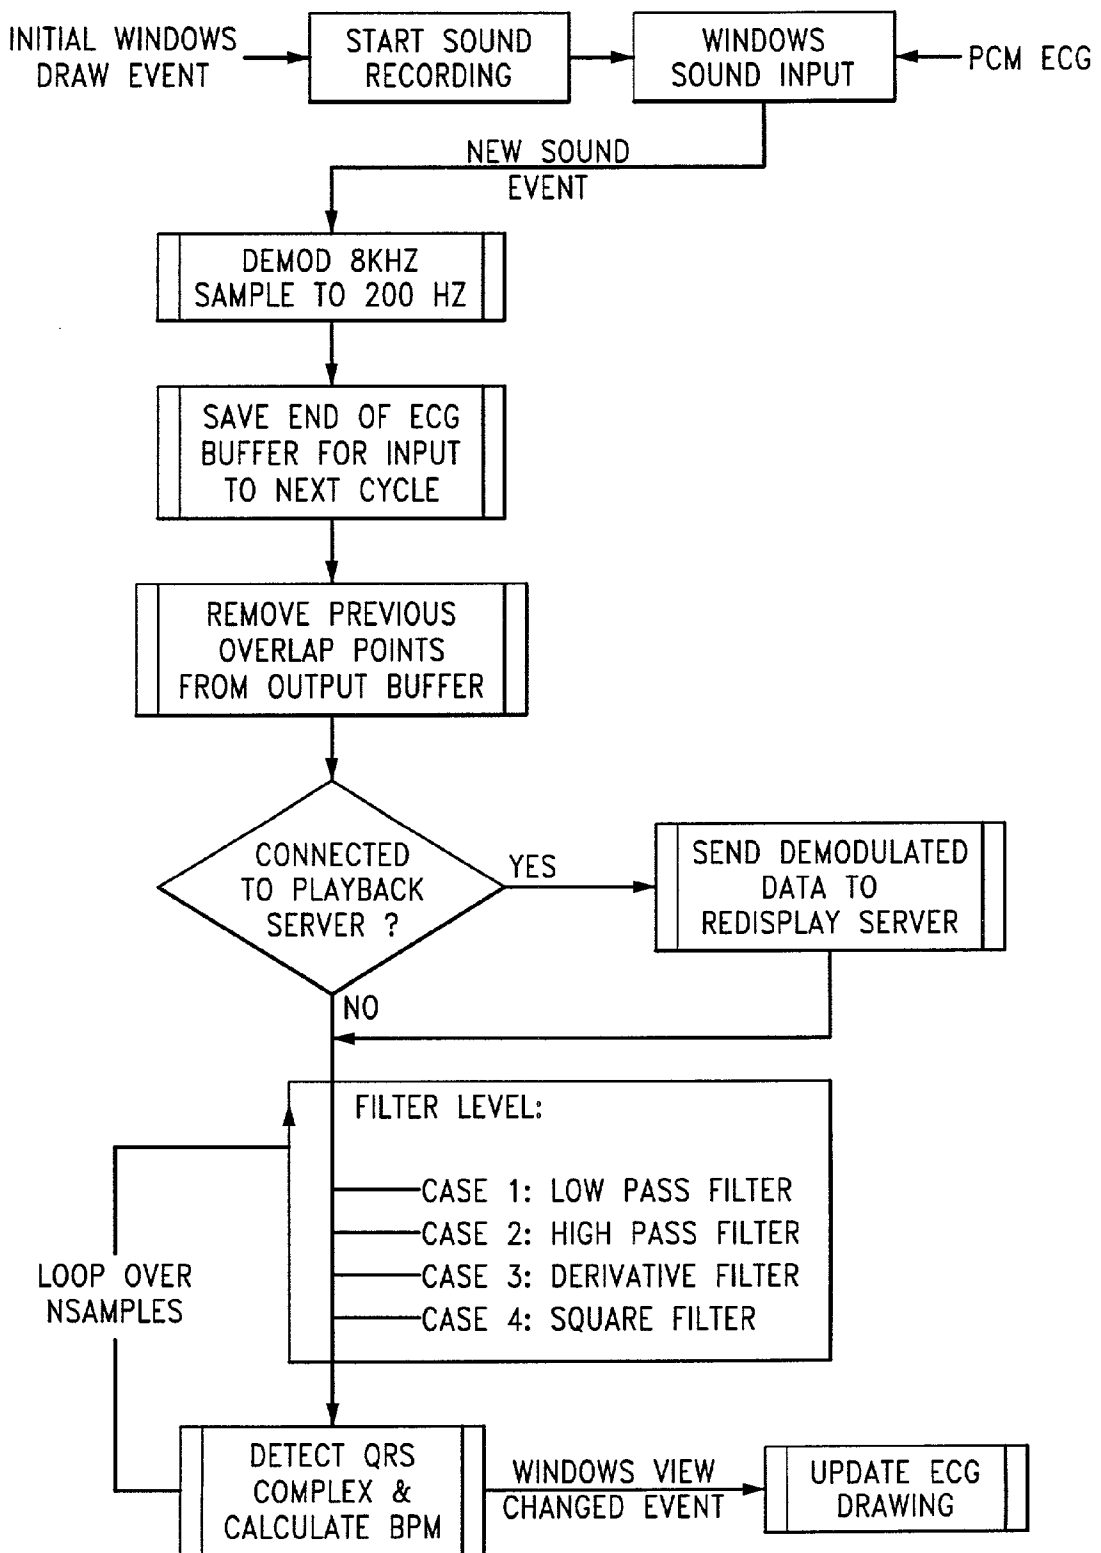 INITIAL WINDOWS
DRAW EVENT
START SOUND
RECORDING
WINDOWS
SOUND INPUT
PCM ECG
NEW SOUND
EVENT
DEMOD 8KHZ
SAMPLE TO 200 HZ
SAVE END OF ECG
BUFFER FOR INPUT
TO NEXT CYCLE
REMOVE PREVIOUS
OVERLAP POINTS
FROM OUTPUT BUFFER
CONNECTED
TO PLAYBACK
SERVER ?
YES
SEND DEMODULATED
DATA TO
REDISPLAY SERVER
NO
FILTER LEVEL:
CASE 1: LOW PASS FILTER
CASE 2: HIGH PASS FILTER
CASE 3: DERIVATIVE FILTER
CASE 4: SQUARE FILTER
LOOP OVER
NSAMPLES
DETECT QRS
COMPLEX &
CALCULATE BPM
WINDOWS VIEW
CHANGED EVENT
UPDATE ECG
DRAWING